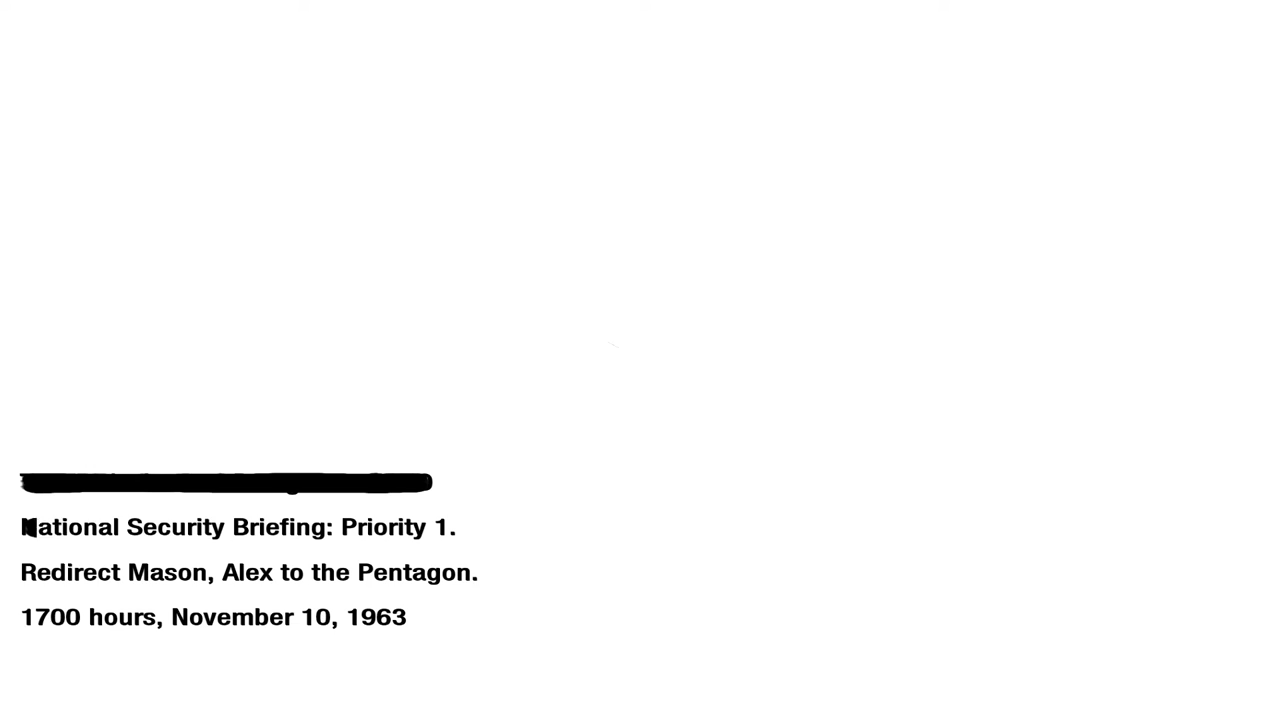 National Security Briefing: Priority 1.
Redirect Mason, Alex to the Pentagon.
1700 hours, November 10, 1963